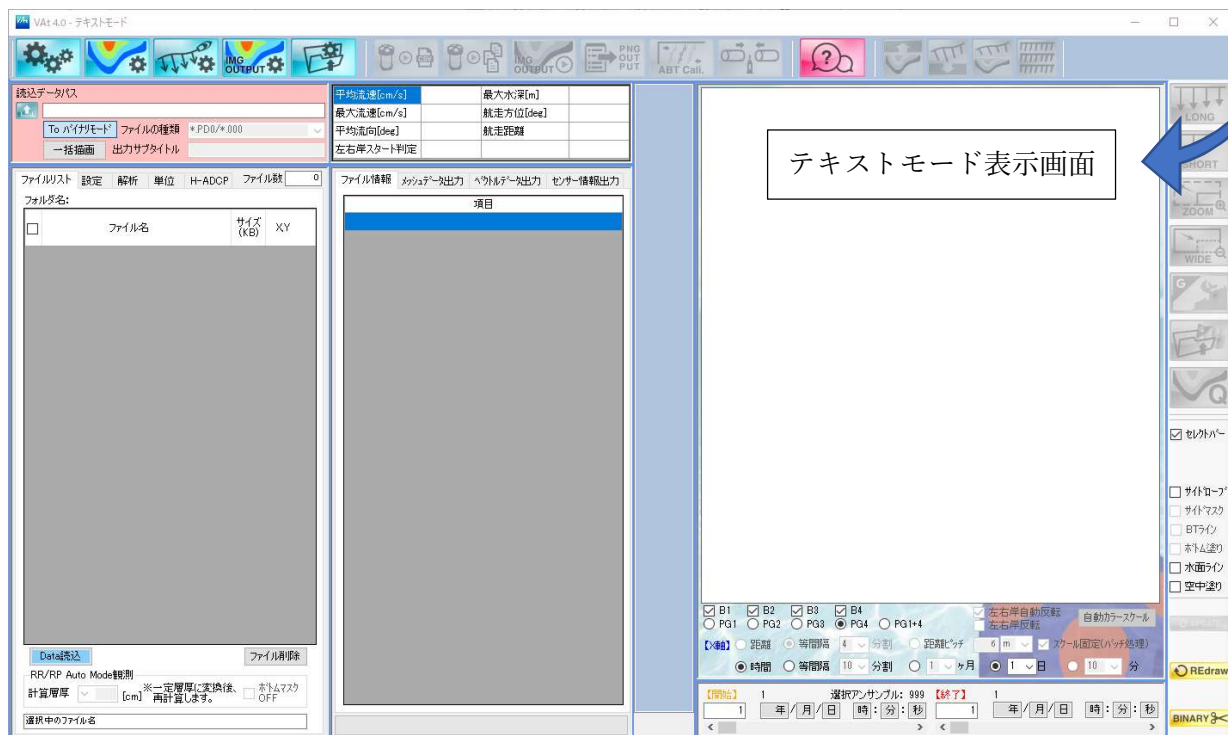 VAt 4.0 - テキストモード
IMG OUTPUT
IMG OUTPUT
PNG OUT PUT
ABT Cali.
読込データパス
To バイナリモード ファイルの種類 *.PD0/*.000
一括描画 出力サブタイトル
平均流速[cm/s] 最大水深[m]
最大流速[cm/s] 航走方位[deg]
平均流向[deg] 航走距離
左右岸スタート判定
ファイルリスト 設定 解析 単位 H-ADCP ファイル数 0
フォルダ名:
ファイル名 サイズ(KB) X,Y
ファイル情報 メッシュデータ出力 ベクトルデータ出力 センサー情報出力
項目
テキストモード表示画面
LONG
SHORT
ZOOM
WIDE
G
Q
セレクトバー
サイドローブ
サイドマスク
BTライン
ボトム塗り
水面ライン
空中塗り
UPDATE
REdraw
BINARY
Data読込 ファイル削除
RR/RP Auto Mode観測
計算層厚 [cm] ※一定層厚に変換後、再計算します。 ボトムマスクOFF
選択中のファイル名
B1 B2 B3 B4 左右岸自動反転 自動カラースケール
PG1 PG2 PG3 PG4 PG1+4 左右岸反転
【X軸】 距離 等間隔 4 分割 距離ピッチ 6 m スケール固定(バッチ処理)
時間 等間隔 10 分割 1 ヶ月 1 日 10 分
【開始】 1 選択アンサンブル: 999 【終了】 1
1 年/月/日 時:分:秒 1 年/月/日 時:分:秒